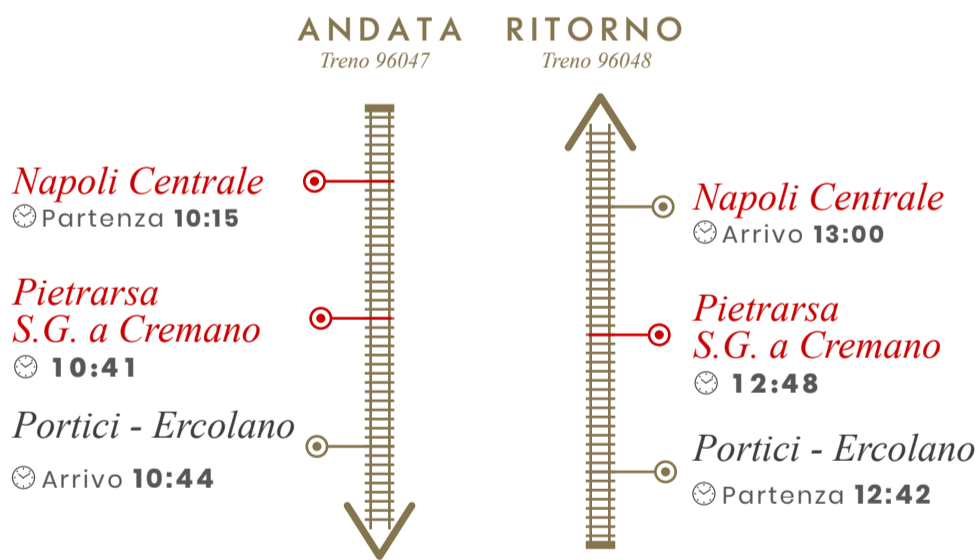 ANDATA
Treno 96047
Napoli Centrale
Partenza 10:15
Pietrarsa
S.G. a Cremano
10:41
Portici - Ercolano
Arrivo 10:44
RITORNO
Treno 96048
Napoli Centrale
Arrivo 13:00
Pietrarsa
S.G. a Cremano
12:48
Portici - Ercolano
Partenza 12:42